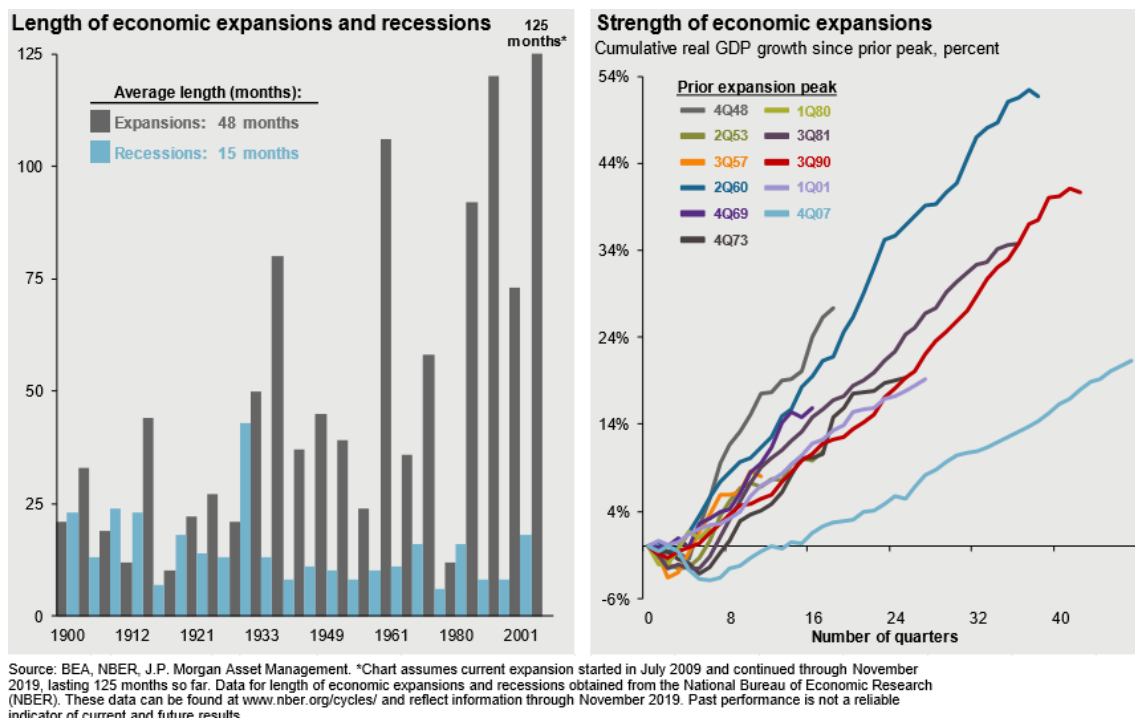 Length of economic expansions and recessions
125
months*
125
Average length (months):
Expansions: 48 months
Recessions: 15 months
100
75
50
25
0
1900 1912 1921 1933 1949 1961 1980 2001
Strength of economic expansions
Cumulative real GDP growth since prior peak, percent
54%
Prior expansion peak
4Q48 1Q80
2Q53 3Q81
3Q57 3Q90
2Q60 1Q01
4Q69 4Q07
4Q73
44%
34%
24%
14%
4%
-6%
0 8 16 24 32 40
Number of quarters
Source: BEA, NBER, J.P. Morgan Asset Management. *Chart assumes current expansion started in July 2009 and continued through November
2019, lasting 125 months so far. Data for length of economic expansions and recessions obtained from the National Bureau of Economic Research
(NBER). These data can be found at www.nber.org/cycles/ and reflect information through November 2019. Past performance is not a reliable
indicator of current and future results